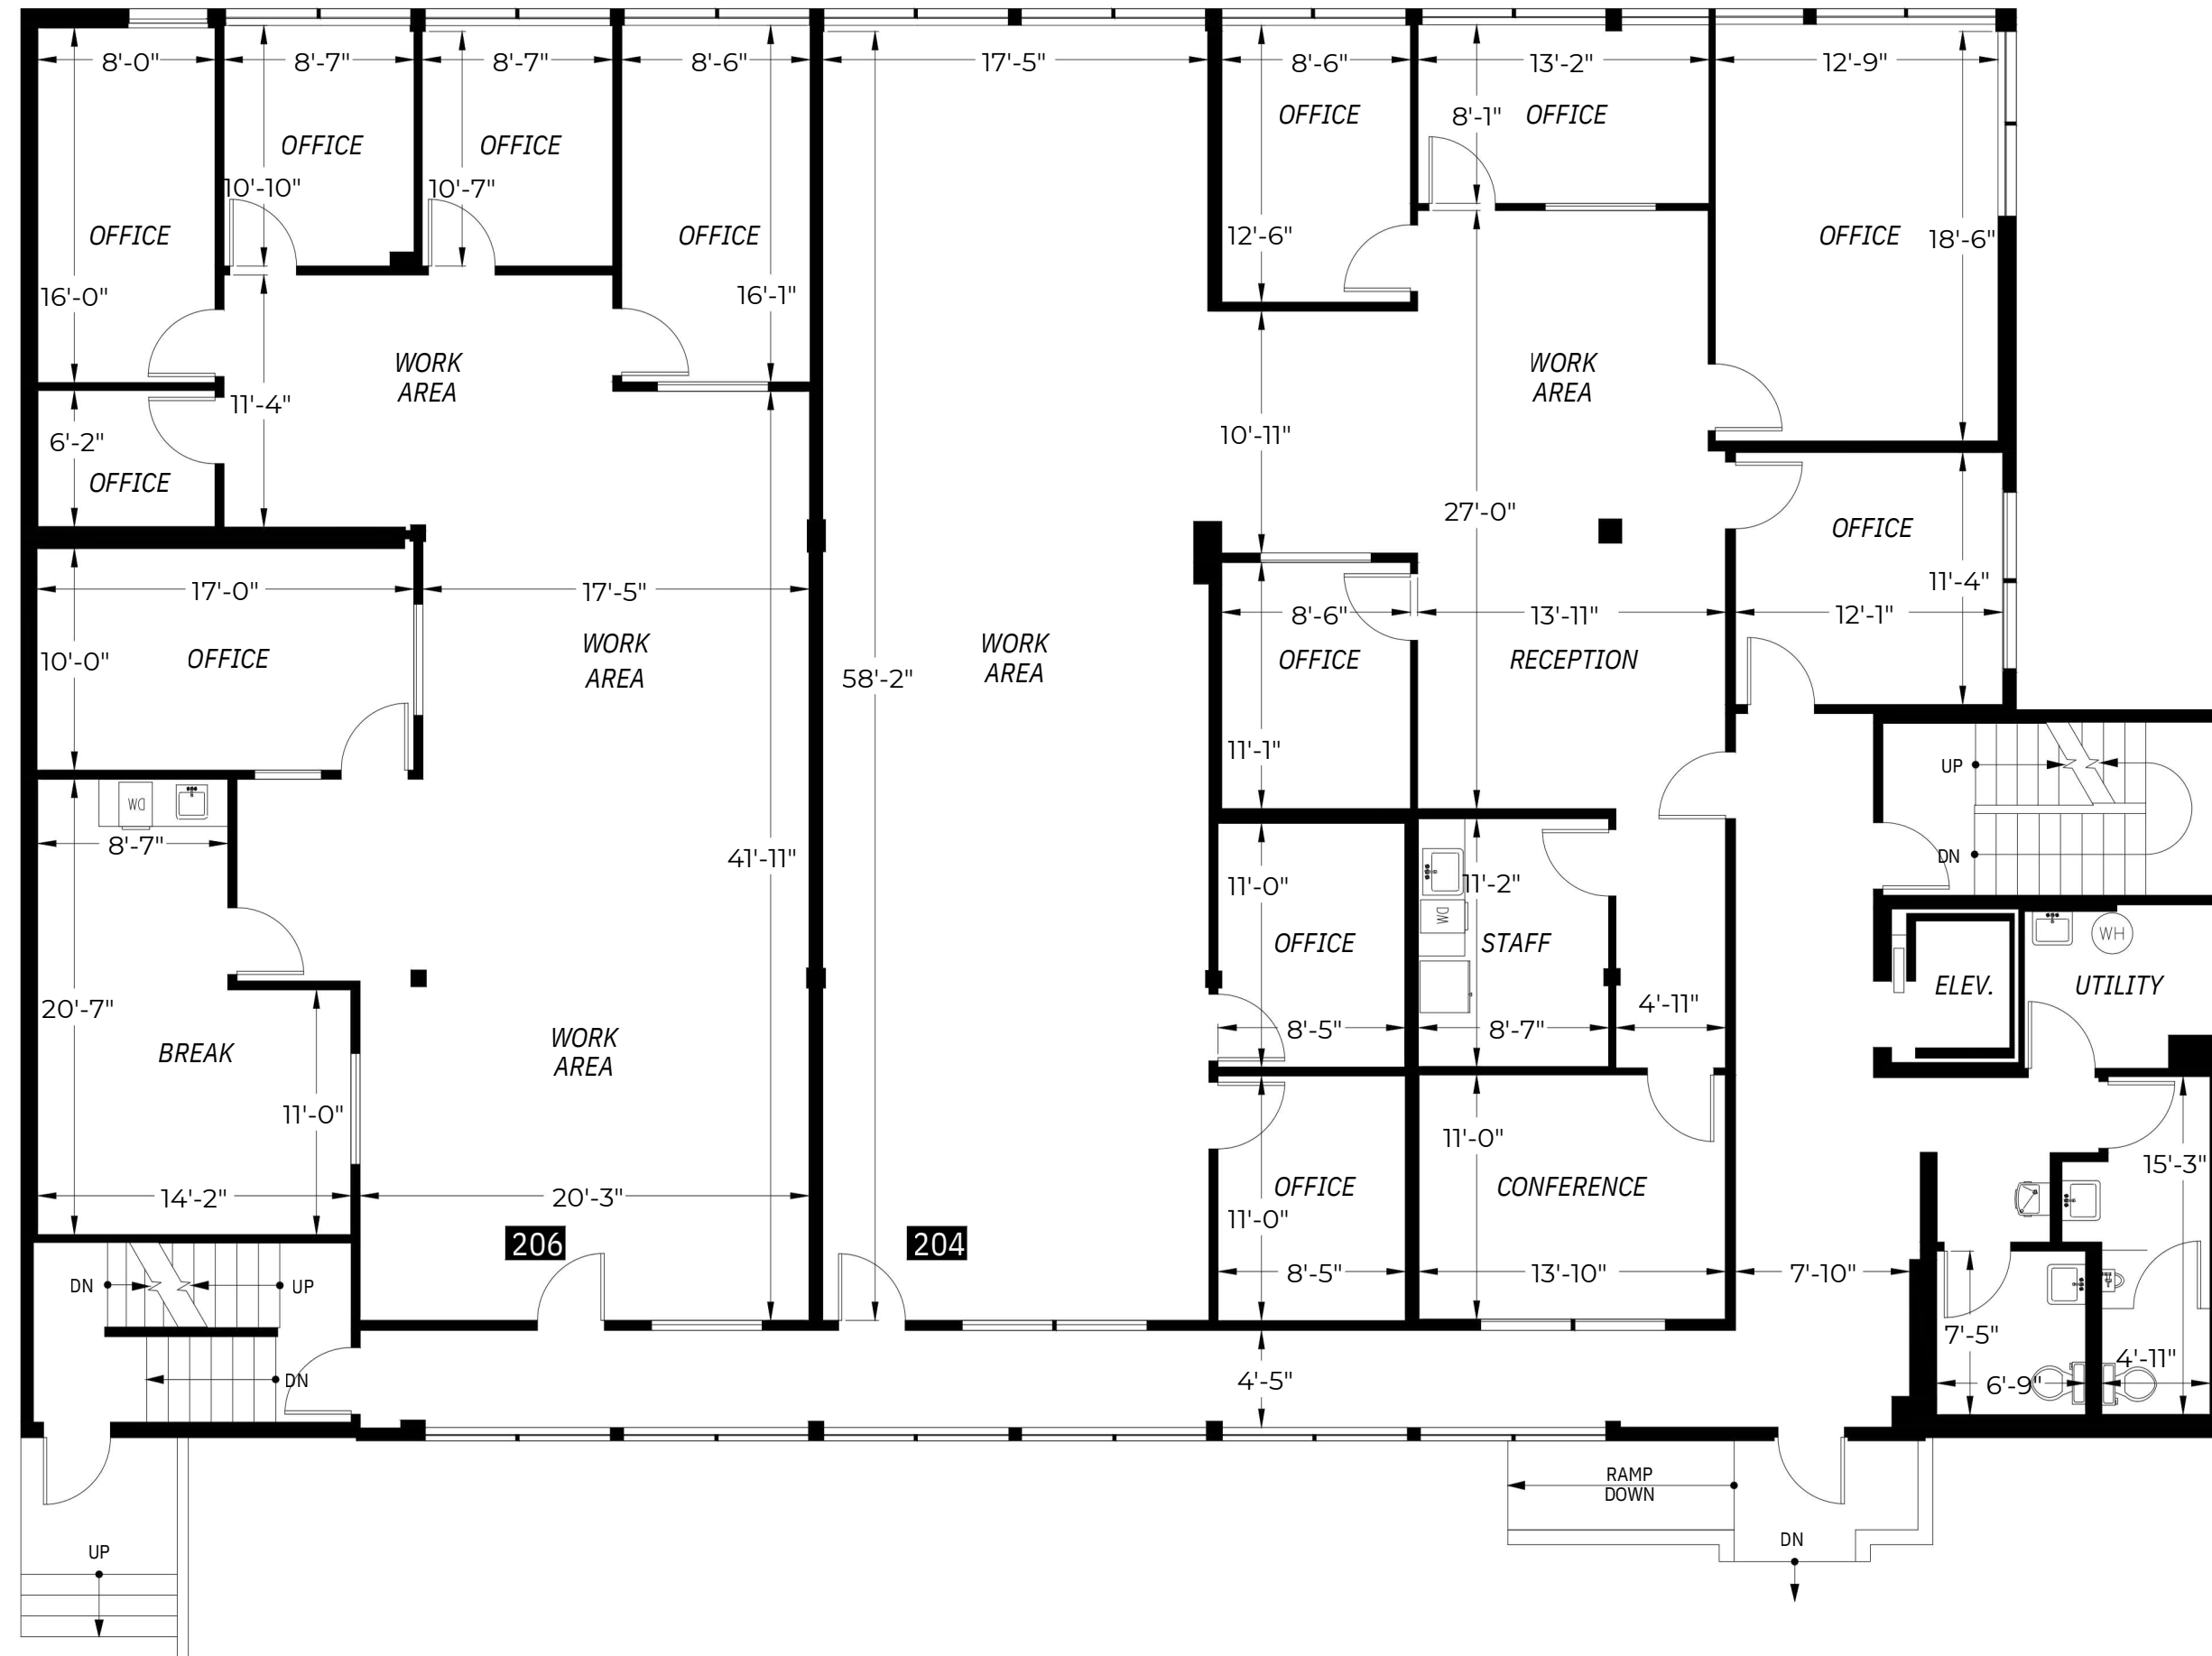 8'-0"
8'-7"
8'-7"
8'-6"
17'-5"
8'-6"
13'-2"
12'-9"
OFFICE
OFFICE
8'-1"
OFFICE
OFFICE
10'-10"
10'-7"
OFFICE
OFFICE
12'-6"
OFFICE
18'-6"
16'-0"
16'-1"
WORK
AREA
WORK
AREA
11'-4"
10'-11"
6'-2"
OFFICE
27'-0"
OFFICE
17'-0"
17'-5"
11'-4"
8'-6"
13'-11"
12'-1"
10'-0"
OFFICE
WORK
AREA
58'-2"
WORK
AREA
OFFICE
RECEPTION
11'-1"
UP
DW
8'-7"
41'-11"
DN
11'-0"
11'-2"
DW
OFFICE
STAFF
WH
20'-7"
4'-11"
ELEV.
UTILITY
BREAK
WORK
AREA
8'-5"
8'-7"
11'-0"
11'-0"
15'-3"
14'-2"
20'-3"
OFFICE
CONFERENCE
11'-0"
206
204
DN
UP
8'-5"
13'-10"
7'-10"
7'-5"
DN
4'-5"
6'-9"
4'-11"
RAMP
DOWN
UP
DN